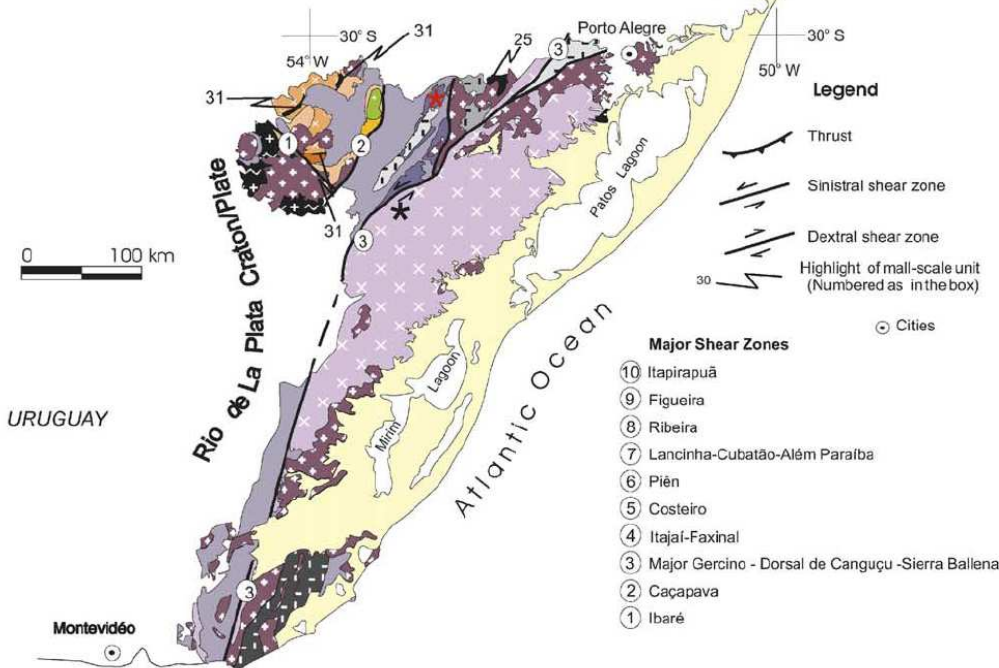 Porto Alegre
30° S
31
54° W
25
3
30° S
50° W
31
1
2
31
3
Patos Lagoon
Rio de La Plata Craton/Plate
0 100 km
URUGUAY
Mirim Lagoon
Atlantic Ocean
3
Montevidéo
Legend
Thrust
Sinistral shear zone
Dextral shear zone
30 Highlight of mall-scale unit
(Numbered as in the box)
Cities
Major Shear Zones
10 Itapirapuã
9 Figueira
8 Ribeira
7 Lancinha-Cubatão-Além Paraíba
6 Piên
5 Costeiro
4 Itajaí-Faxinal
3 Major Gercino - Dorsal de Canguçu -Sierra Ballena
2 Caçapava
1 Ibaré